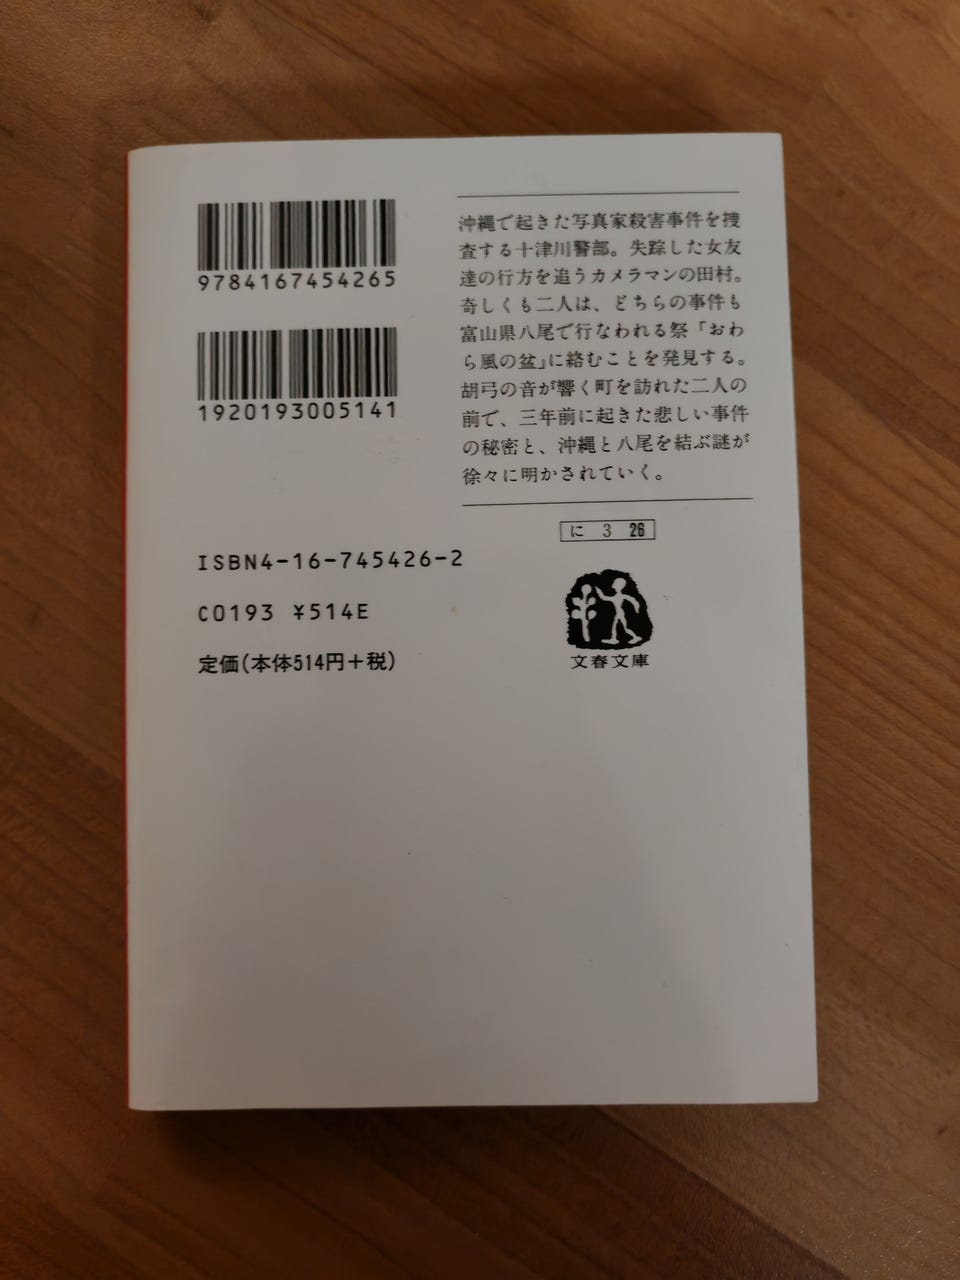 9784167454265
1920193005141
ISBN4-16-745426-2
C0193 ¥514E
定価(本体514円+税)
沖縄で起きた写真家殺害事件を捜
査する十津川警部。失踪した女友
達の行方を追うカメラマンの田村。
奇しくも二人は、どちらの事件も
富山県八尾で行なわれる祭「おわ
ら風の盆」に絡むことを発見する。
胡弓の音が響く町を訪れた二人の
前で、三年前に起きた悲しい事件
の秘密と、沖縄と八尾を結ぶ謎が
徐々に明かされていく。
に 3 26
文春文庫